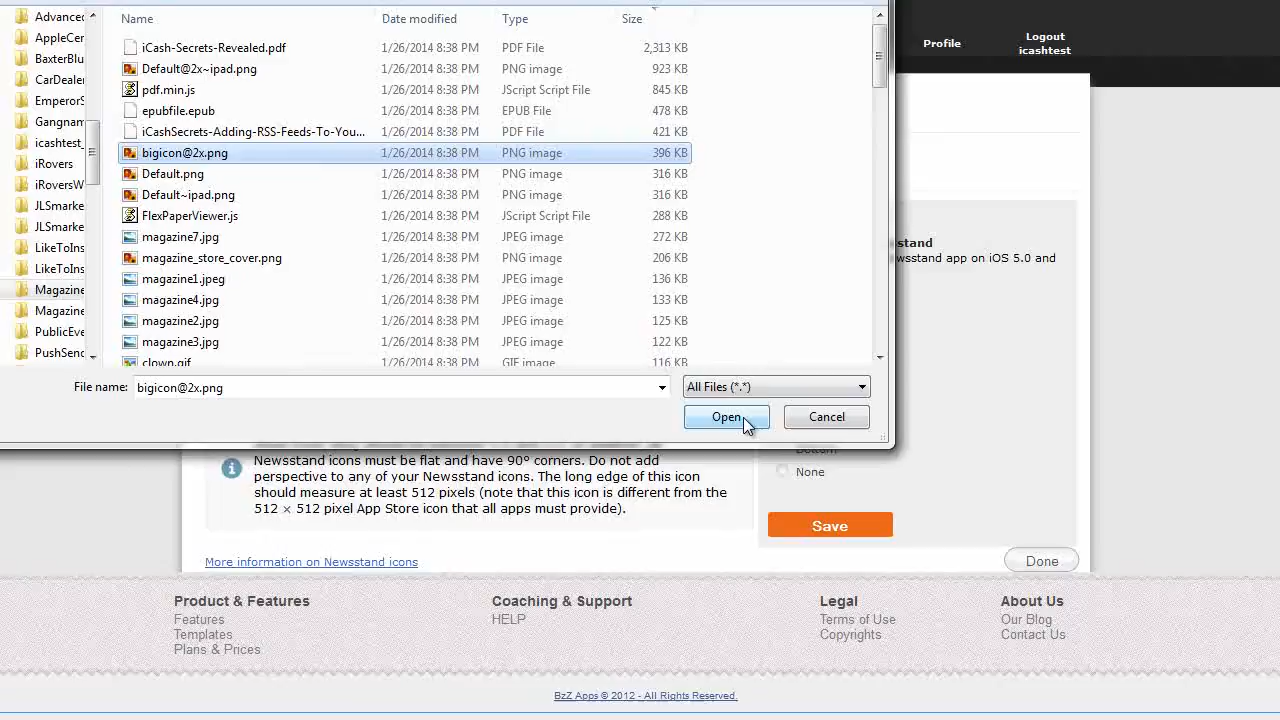 Advanced
AppleCer
BaxterBlu
CarDealer
EmperorS
Gangnam
icashtest_
iRovers
iRoversW
JLSmarke
JLSmarke
LikeToIns
LikeToIns
Magazine
Magazine
PublicEve
PushSend
Name Date modified Type Size
iCash-Secrets-Revealed.pdf 1/26/2014 8:38 PM PDF File 2,313 KB
Default@2x~ipad.png 1/26/2014 8:38 PM PNG image 923 KB
pdf.min.js 1/26/2014 8:38 PM JScript Script File 845 KB
epubfile.epub 1/26/2014 8:38 PM EPUB File 478 KB
iCashSecrets-Adding-RSS-Feeds-To-You... 1/26/2014 8:38 PM PDF File 421 KB
bigicon@2x.png 1/26/2014 8:38 PM PNG image 396 KB
Default.png 1/26/2014 8:38 PM PNG image 316 KB
Default~ipad.png 1/26/2014 8:38 PM PNG image 316 KB
FlexPaperViewer.js 1/26/2014 8:38 PM JScript Script File 288 KB
magazine7.jpg 1/26/2014 8:38 PM JPEG image 272 KB
magazine_store_cover.png 1/26/2014 8:38 PM PNG image 206 KB
magazine1.jpeg 1/26/2014 8:38 PM JPEG image 136 KB
magazine4.jpg 1/26/2014 8:38 PM JPEG image 133 KB
magazine2.jpg 1/26/2014 8:38 PM JPEG image 125 KB
magazine3.jpg 1/26/2014 8:38 PM JPEG image 122 KB
clown.gif 1/26/2014 8:38 PM GIF image 116 KB
File name: bigicon@2x.png All Files (*.*)
Open Cancel
Profile
Logout
icashtest
stand
wsstand app on iOS 5.0 and
Newsstand icons must be flat and have 90° corners. Do not add
perspective to any of your Newsstand icons. The long edge of this icon
should measure at least 512 pixels (note that this icon is different from the
512 × 512 pixel App Store icon that all apps must provide).
Bottom
None
Save
More information on Newsstand icons
Done
Product & Features
Features
Templates
Plans & Prices
Coaching & Support
HELP
Legal
Terms of Use
Copyrights
About Us
Our Blog
Contact Us
BzZ Apps © 2012 - All Rights Reserved.